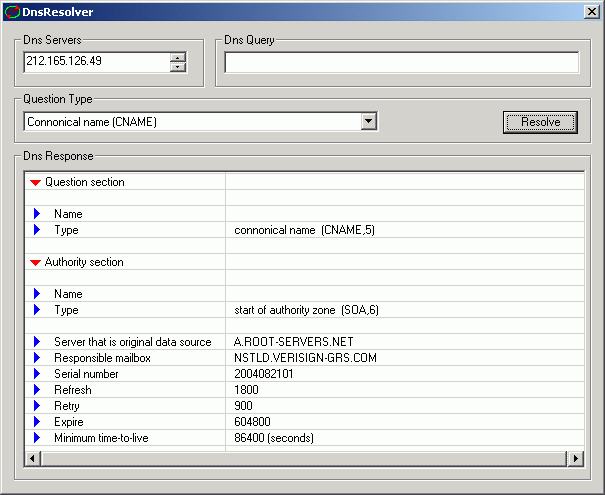 DnsResolver
Dns Servers
Dns Query
212.165.126.49
Question Type
Connonical name (CNAME)
Resolve
Dns Response
Question section
Name
Type connonical name (CNAME,5)
Authority section
Name
Type start of authority zone (SOA,6)
Server that is original data source A.ROOT-SERVERS.NET
Responsible mailbox NSTLD.VERISIGN-GRS.COM
Serial number 2004082101
Refresh 1800
Retry 900
Expire 604800
Minimum time-to-live 86400 (seconds)